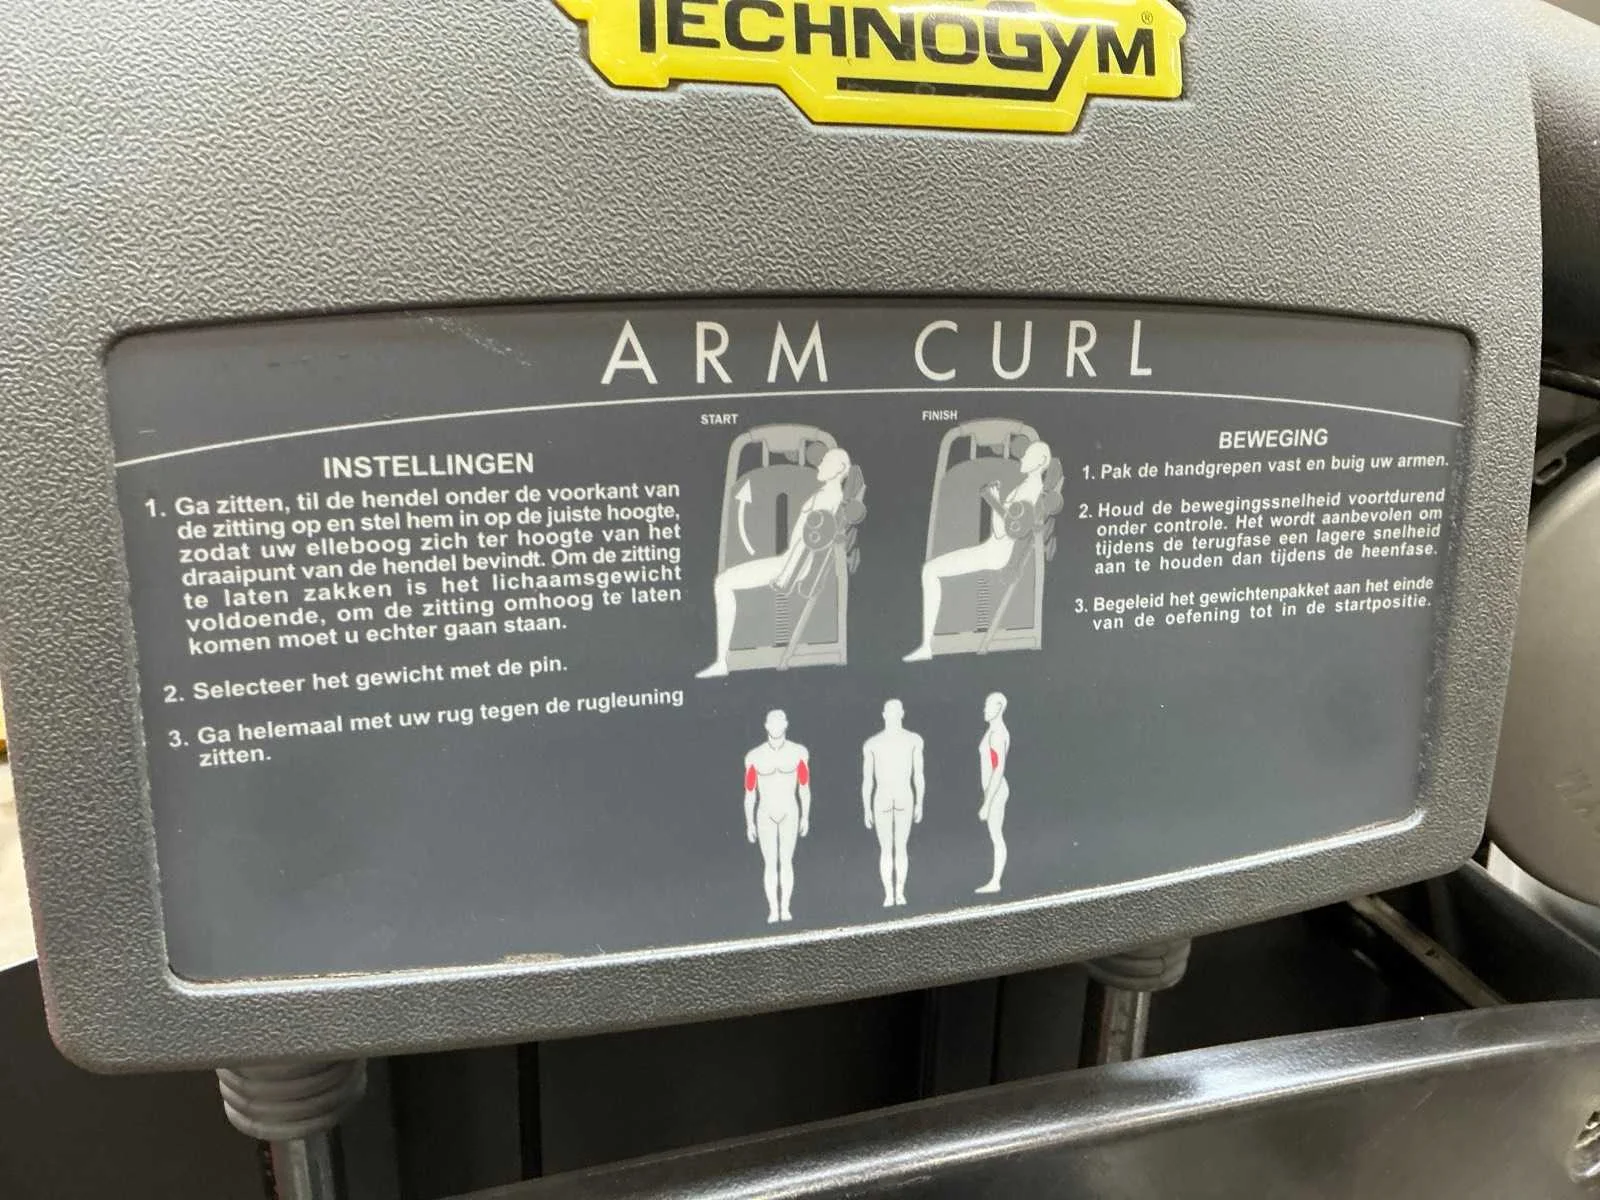 TECHNOGYM®
ARM CURL
INSTELLINGEN
1. Ga zitten, til de hendel onder de voorkant van
de zitting op en stel hem in op de juiste hoogte,
zodat uw elleboog zich ter hoogte van het
draaipunt van de hendel bevindt. Om de zitting
te laten zakken is het lichaamsgewicht
voldoende, om de zitting omhoog te laten
komen moet u echter gaan staan.
2. Selecteer het gewicht met de pin.
3. Ga helemaal met uw rug tegen de rugleuning
zitten.
START
FINISH
BEWEGING
1. Pak de handgrepen vast en buig uw armen.
2. Houd de bewegingssnelheid voortdurend
onder controle. Het wordt aanbevolen om
tijdens de terugfase een lagere snelheid
aan te houden dan tijdens de heenfase.
3. Begeleid het gewichtenpakket aan het einde
van de oefening tot in de startpositie.